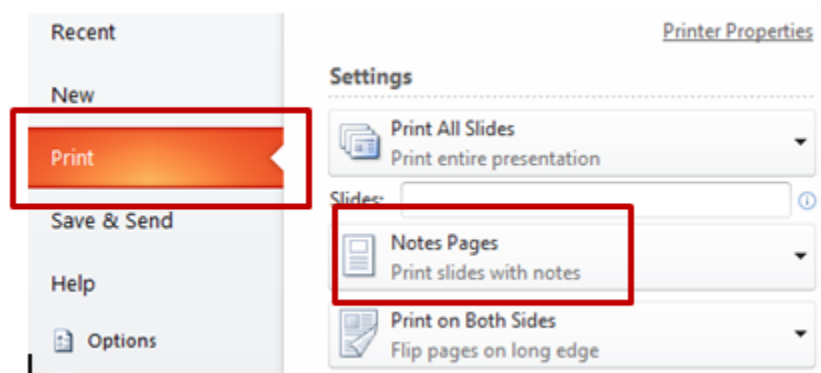 Recent
New
Print
Save & Send
Help
Options
Printer Properties
Settings
Print All Slides
Print entire presentation
Slides:
Notes Pages
Print slides with notes
Print on Both Sides
Flip pages on long edge